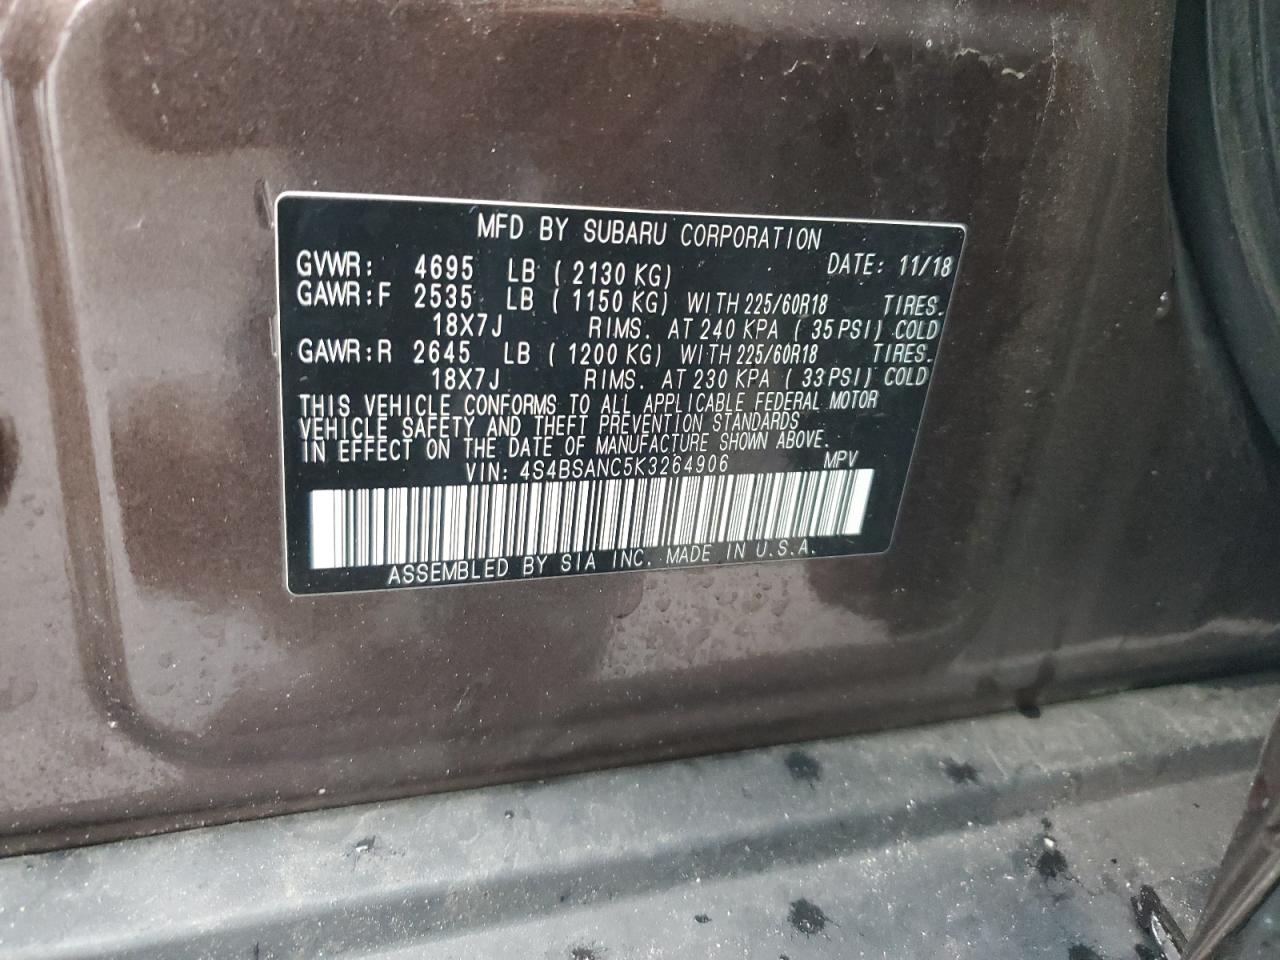 MFD BY SUBARU CORPORATION
GVWR: 4695 LB ( 2130 KG) DATE: 11/18
GAWR:F 2535 LB ( 1150 KG) WITH 225/60R18 TIRES.
18X7J RIMS. AT 240 KPA ( 35 PSI) COLD
GAWR:R 2645 LB ( 1200 KG) WITH 225/60R18 TIRES.
18X7J RIMS. AT 230 KPA ( 33 PSI) COLD
THIS VEHICLE CONFORMS TO ALL APPLICABLE FEDERAL MOTOR
VEHICLE SAFETY AND THEFT PREVENTION STANDARDS
IN EFFECT ON THE DATE OF MANUFACTURE SHOWN ABOVE.
VIN: 4S4BSANC5K3264906 MPV
ASSEMBLED BY SIA INC. MADE IN U.S.A.